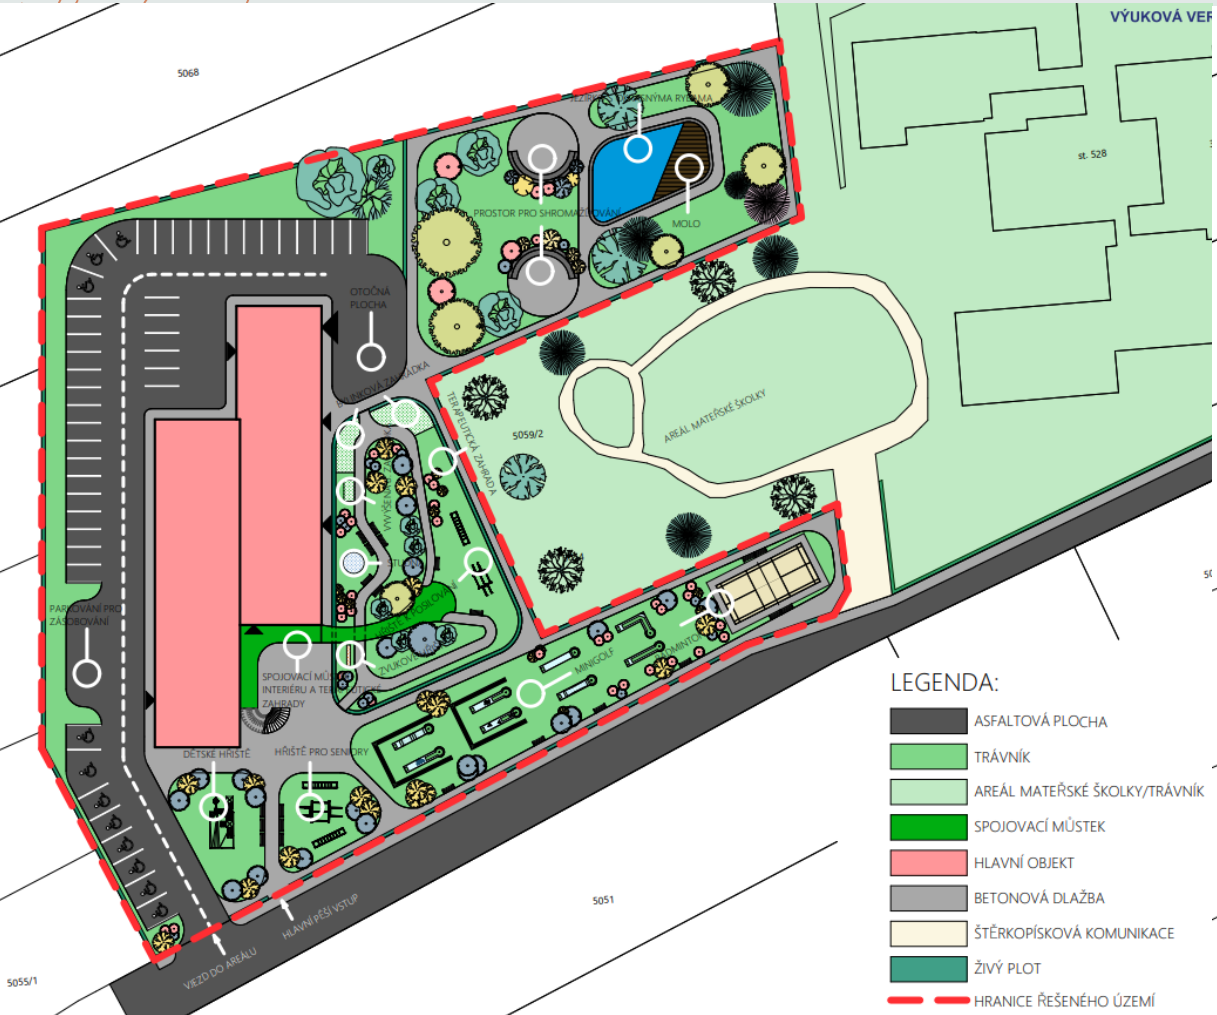 VÝUKOVÁ VER
5068
MOLO
PROSTOR PRO SHROMAŽĎOVÁNÍ
st. 528
OTOČNÁ
PLOCHA
TERAPEUTICKÁ ZAHRADA
5059/2
AREÁL MATEŘSKÉ ŠKOLKY
PARKOVÁNÍ PRO
ZÁSOBOVÁNÍ
HŘIŠTĚ K POSILOVÁNÍ
SPOJOVACÍ MŮSTEK
INTERIÉRU A TERAPEUTICKÉ
ZAHRADY
MINIGOLF
BADMINTON
DĚTSKÉ HŘIŠTĚ
HŘIŠTĚ PRO SENIORY
HLAVNÍ PĚŠÍ VSTUP
VJEZD DO AREÁLU
5051
5055/1
LEGENDA:
ASFALTOVÁ PLOCHA
TRÁVNÍK
AREÁL MATEŘSKÉ ŠKOLKY/TRÁVNÍK
SPOJOVACÍ MŮSTEK
HLAVNÍ OBJEKT
BETONOVÁ DLAŽBA
ŠTĚRKOPÍSKOVÁ KOMUNIKACE
ŽIVÝ PLOT
HRANICE ŘEŠENÉHO ÚZEMÍ